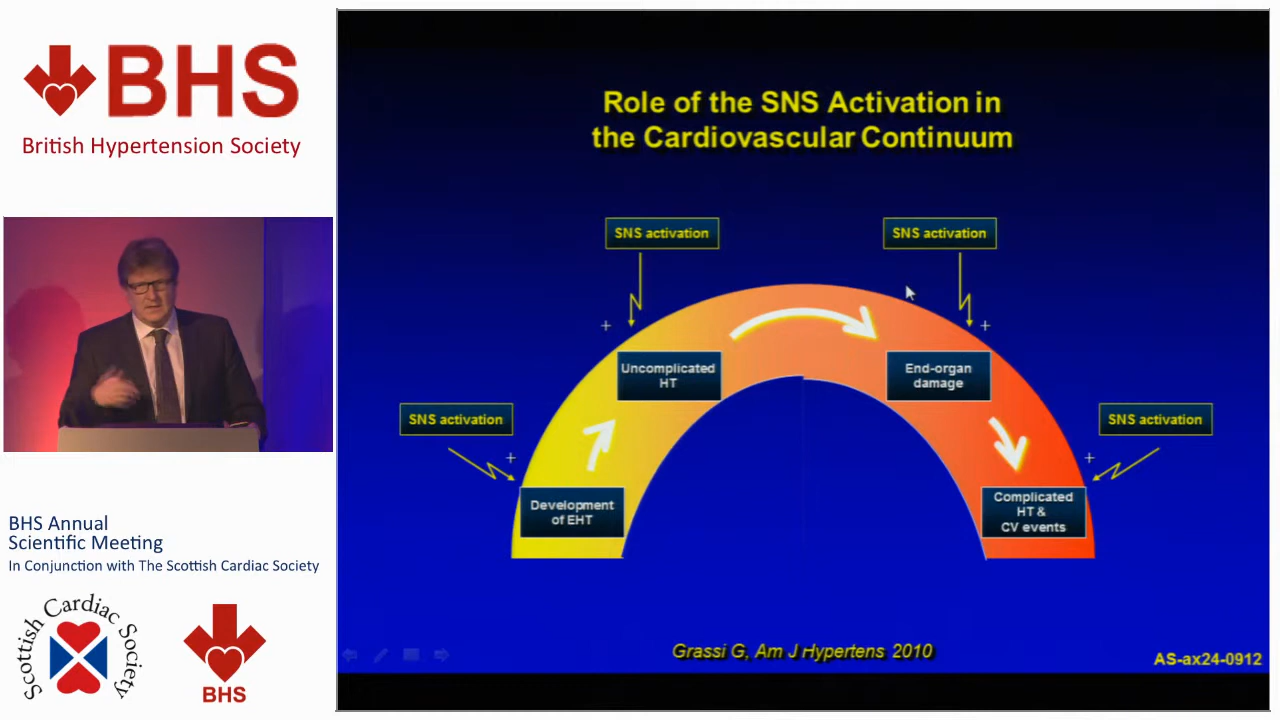 BHS
British Hypertension Society
BHS Annual
Scientific Meeting
In Conjunction with The Scottish Cardiac Society
Scottish Cardiac Society
BHS
Role of the SNS Activation in
the Cardiovascular Continuum
SNS activation
SNS activation
+
+
Uncomplicated
HT
End-organ
damage
SNS activation
SNS activation
+
+
Development
of EHT
Complicated
HT &
CV events
Grassi G, Am J Hypertens 2010
AS-ax24-0912